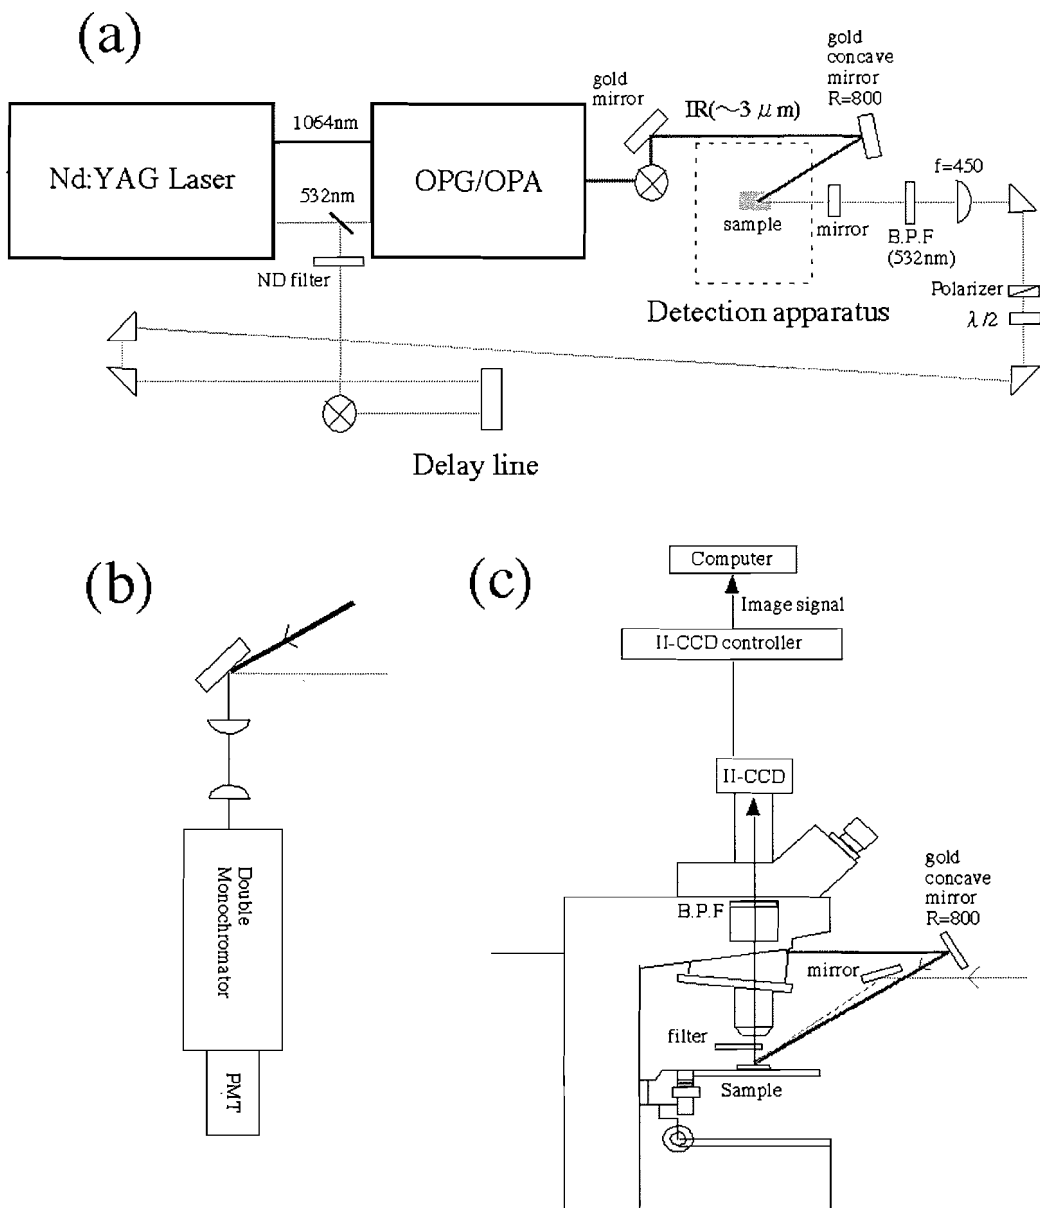 (a)
gold
concave
mirror
R=800
gold
mirror
IR(～3 μm)
1064nm
Nd:YAG Laser
OPG/OPA
532nm
f=450
sample
mirror
B.P.F
(532nm)
ND filter
Polarizer
λ/2
Detection apparatus
Delay line
(b)
Double
Monochromator
PMT
(c)
Computer
Image signal
II-CCD controller
II-CCD
B.P.F
gold
concave
mirror
R=800
mirror
filter
Sample